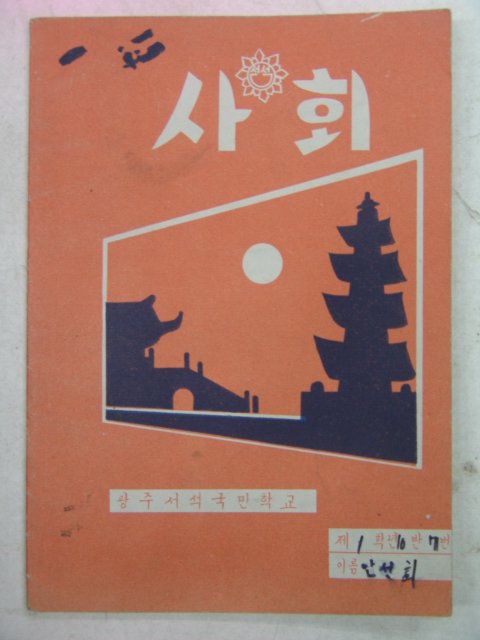 사회
광주서석국민학교
제 1 학년 10 반 7 번
이름 안선희